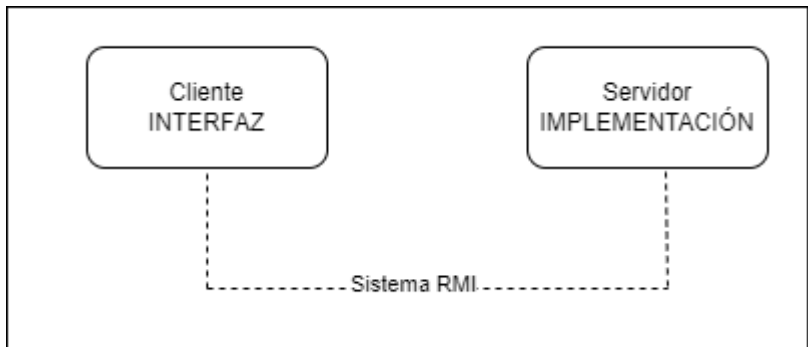 Cliente
INTERFAZ
Servidor
IMPLEMENTACIÓN
Sistema RMI